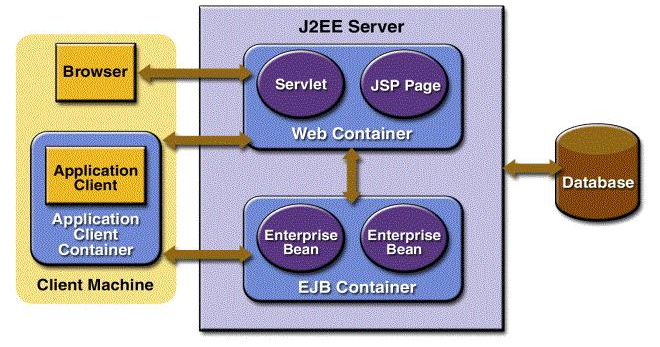 J2EE Server
Browser
Servlet
JSP Page
Web Container
Application
Client
Application
Client
Container
Client Machine
Enterprise
Bean
Enterprise
Bean
EJB Container
Database